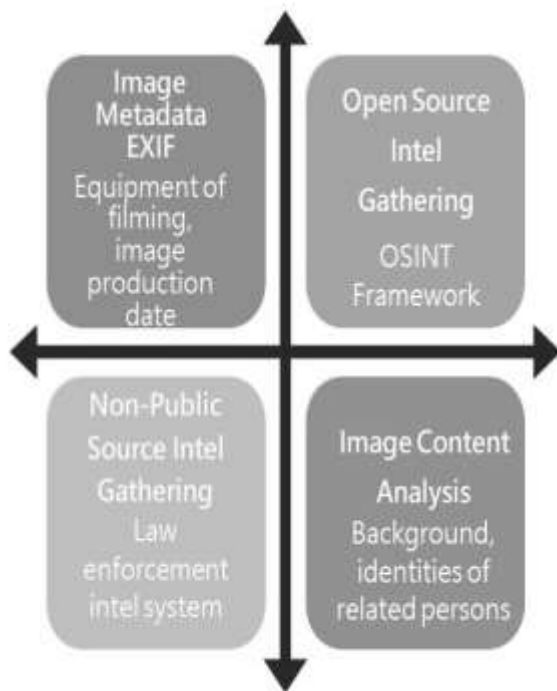 Image
Metadata
EXIF
Equipment of
filming,
image
production
date
Open Source
Intel
Gathering
OSINT
Framework
Non-Public
Source Intel
Gathering
Law
enforcement
intel system
Image Content
Analysis
Background,
identities of
related persons